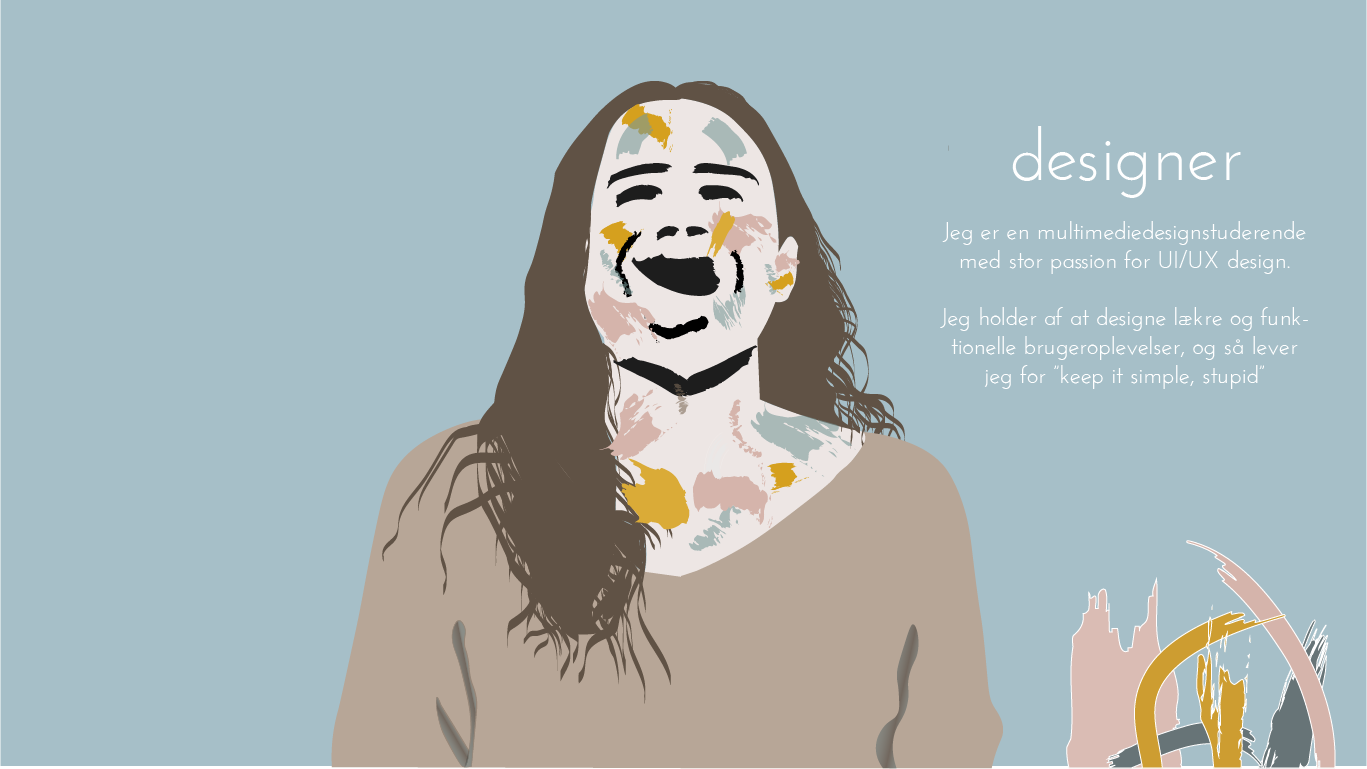 designer
Jeg er en multimediedesignstuderende
med stor passion for UI/UX design.
Jeg holder af at designe lækre og funk-
tionelle brugeroplevelser, og så lever
jeg for "keep it simple, stupid"